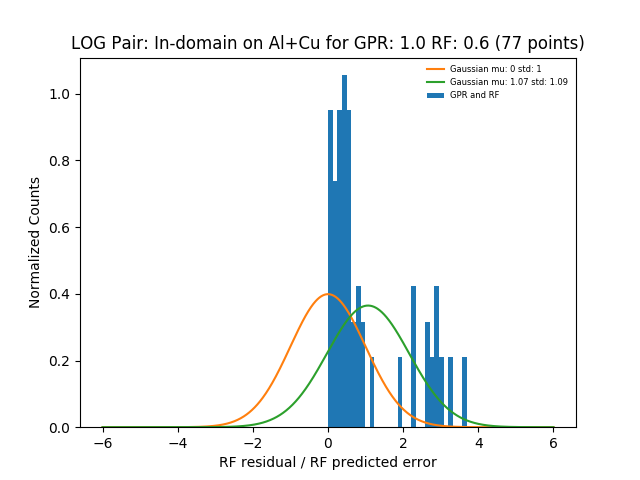 LOG Pair: In-domain on Al+Cu for GPR: 1.0 RF: 0.6 (77 points)
Gaussian mu: 0 std: 1
Gaussian mu: 1.07 std: 1.09
GPR and RF
Normalized Counts
1.0
0.8
0.6
0.4
0.2
0.0
−6 −4 −2 0 2 4 6
RF residual / RF predicted error